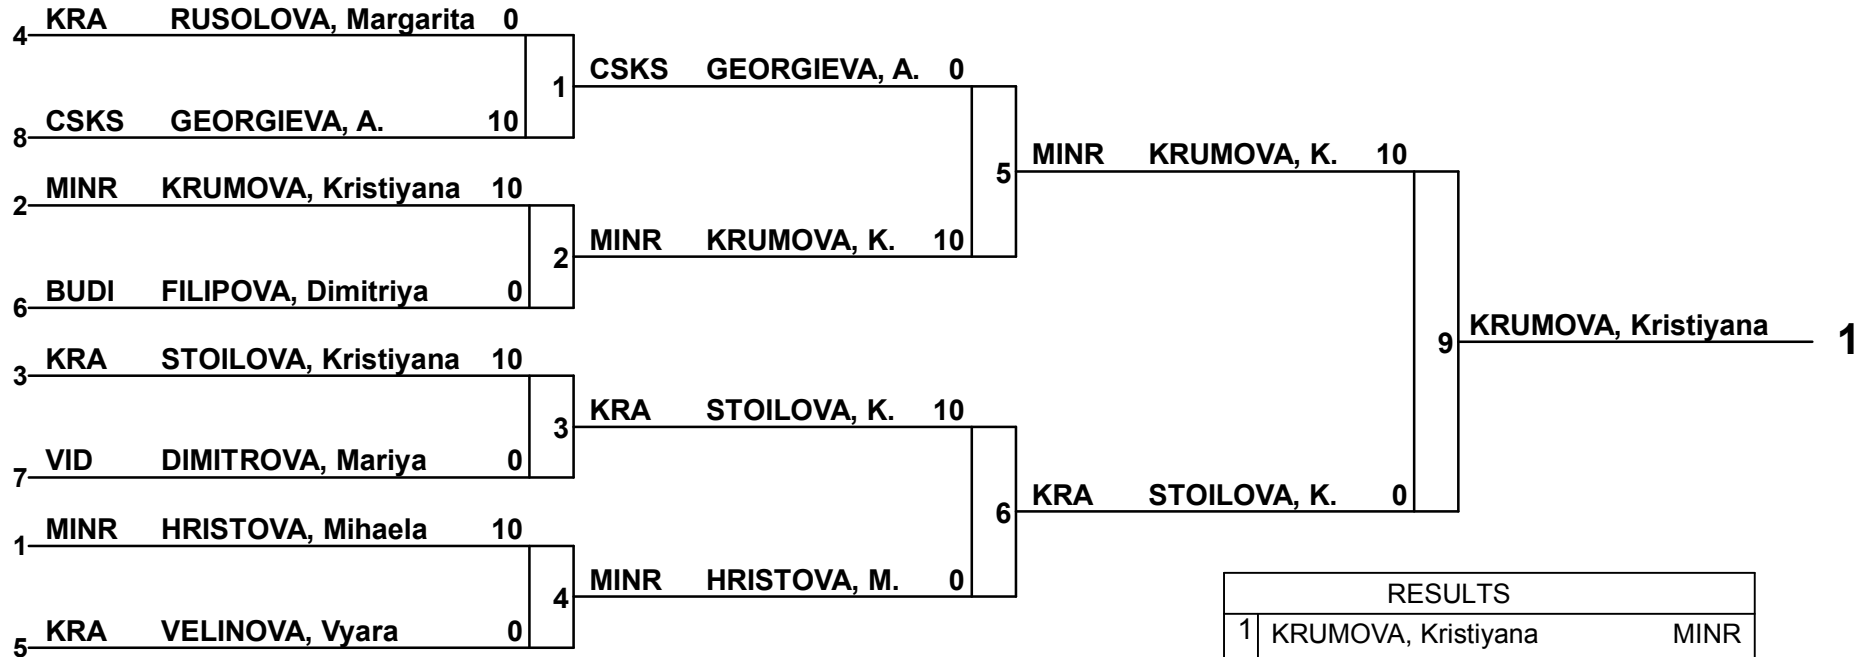 4 KRA RUSOLOVA, Margarita 0
1
8 CSKS GEORGIEVA, A. 10
CSKS GEORGIEVA, A. 0
2 MINR KRUMOVA, Kristiyana 10
2
6 BUDI FILIPOVA, Dimitriya 0
MINR KRUMOVA, K. 10
5
MINR KRUMOVA, K. 10
3 KRA STOILOVA, Kristiyana 10
3
7 VID DIMITROVA, Mariya 0
KRA STOILOVA, K. 10
1 MINR HRISTOVA, Mihaela 10
4
5 KRA VELINOVA, Vyara 0
MINR HRISTOVA, M. 0
6
KRA STOILOVA, K. 0
9
KRUMOVA, Kristiyana 1
RESULTS
1 KRUMOVA, Kristiyana MINR